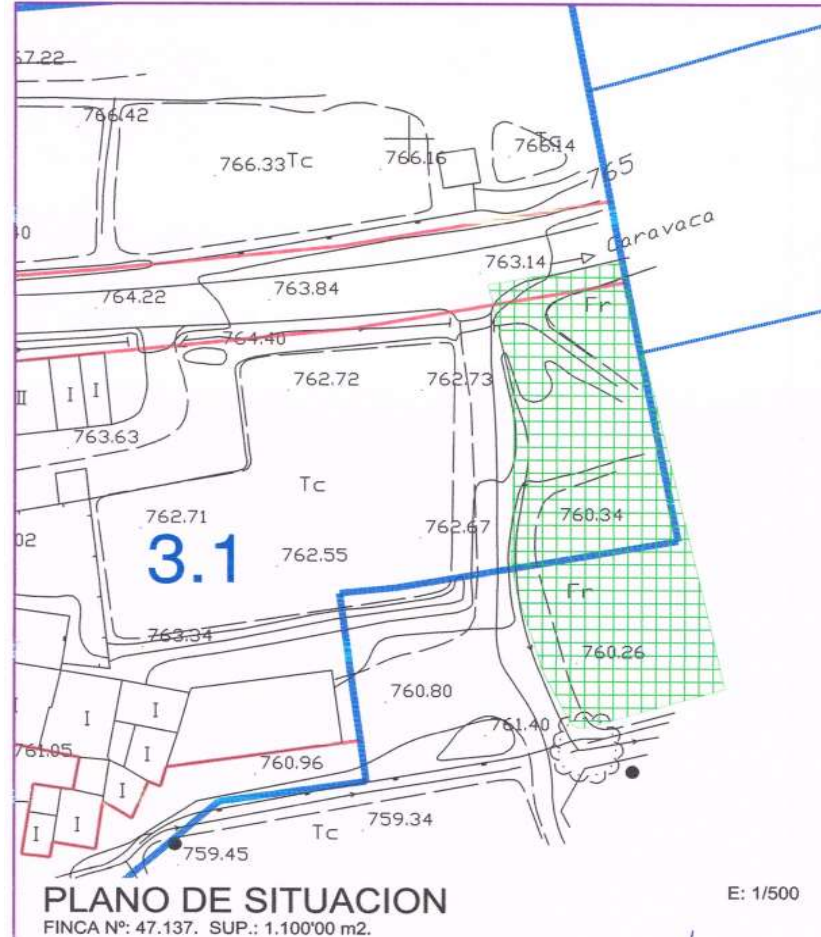 57.22
766.42
766.33 Tc
766.16
766.14
Tc
765
Caravaca
763.14
764.22
763.84
Fr
764.40
762.72
762.73
II
I
I
763.63
Tc
762.71
762.67
760.34
02
3.1
762.55
Fr
763.34
760.26
760.80
I
I
I
761.40
761.05
760.96
I
I
I
I
Tc
759.34
759.45
PLANO DE SITUACION
E: 1/500
FINCA Nº: 47.137. SUP.: 1.100'00 m2.